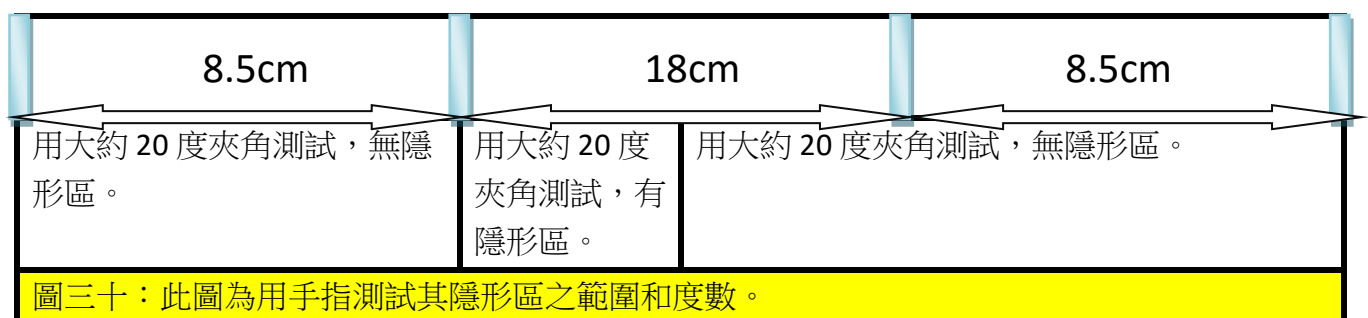 8.5cm
18cm
8.5cm
用大約 20 度夾角測試，無隱
形區。
用大約 20 度
夾角測試，有
隱形區。
用大約 20 度夾角測試，無隱形區。
圖三十：此圖為用手指測試其隱形區之範圍和度數。